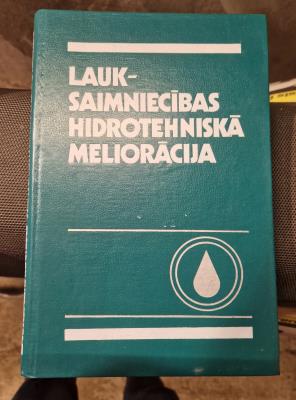 LAUK-
SAIMNIECĪBAS
HIDROTEHNISKĀ
MELIORĀCIJA